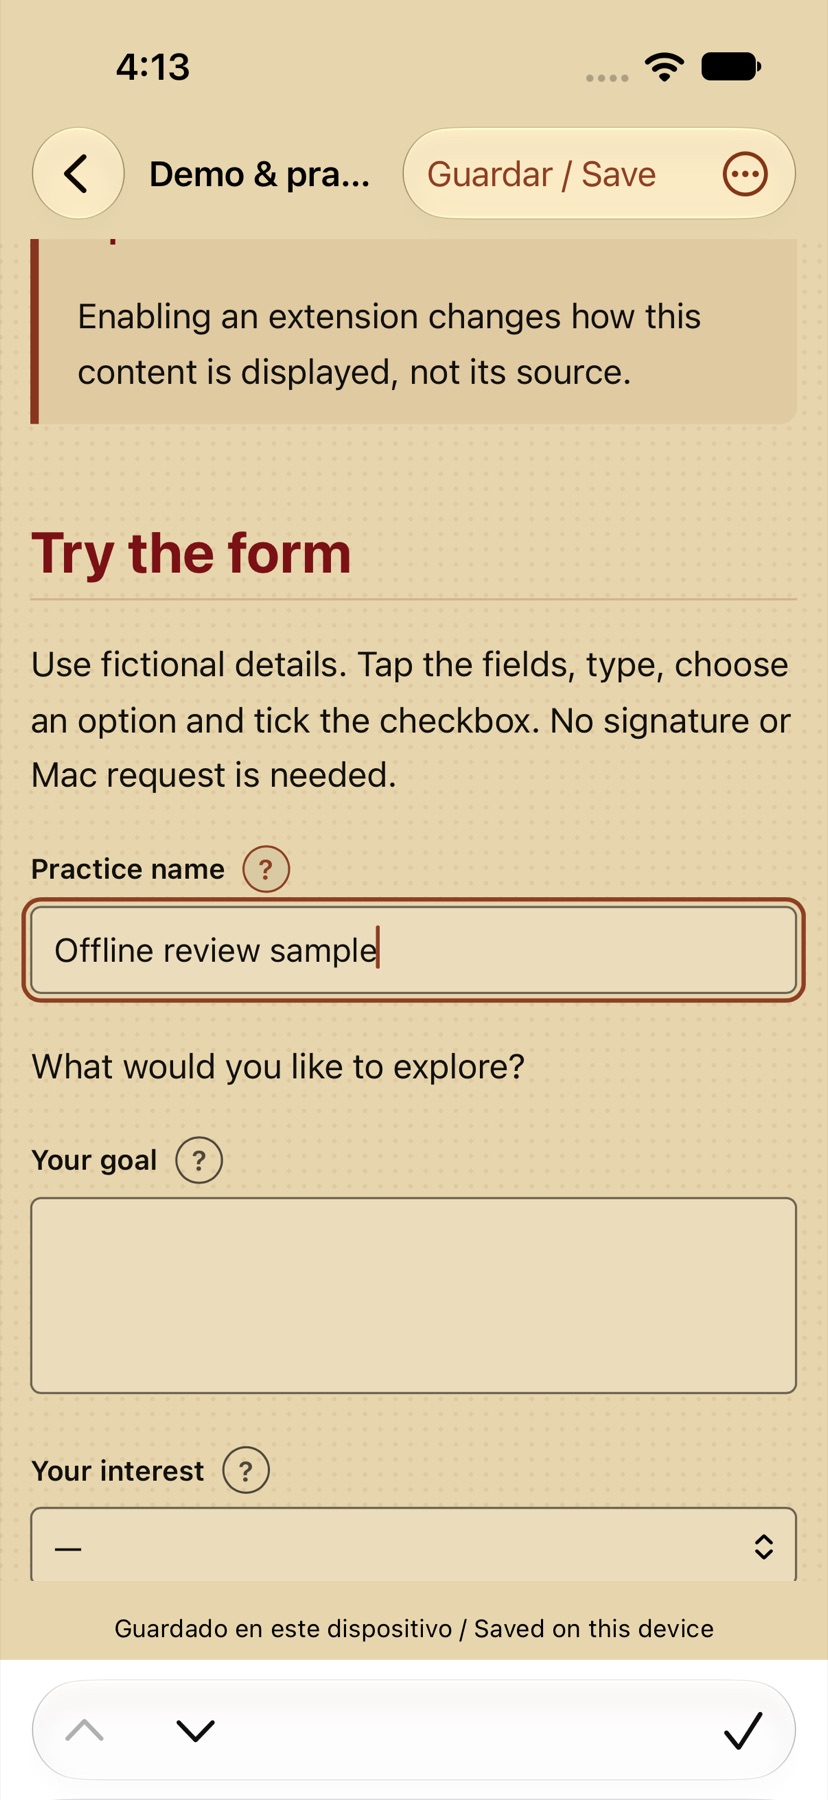 4:13
Demo & pra...
Guardar / Save
Enabling an extension changes how this
content is displayed, not its source.
Try the form
Use fictional details. Tap the fields, type, choose
an option and tick the checkbox. No signature or
Mac request is needed.
Practice name ?
Offline review sample
What would you like to explore?
Your goal ?
Your interest ?
—
Guardado en este dispositivo / Saved on this device